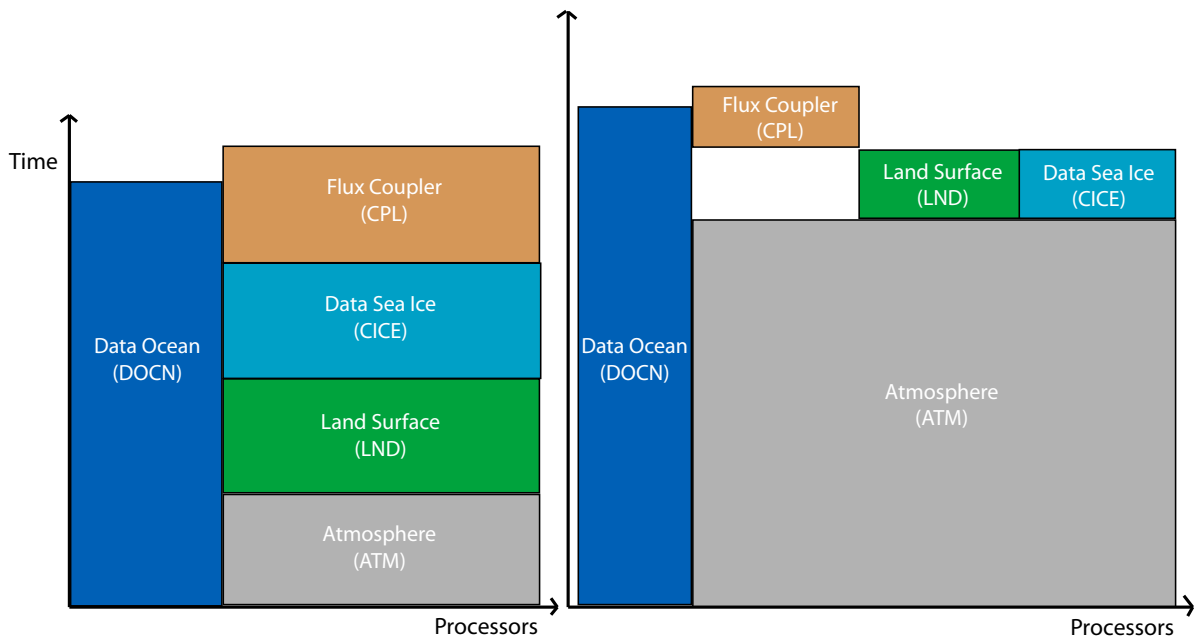 Time
Data Ocean
(DOCN)
Flux Coupler
(CPL)
Data Sea Ice
(CICE)
Land Surface
(LND)
Atmosphere
(ATM)
Processors
Data Ocean
(DOCN)
Flux Coupler
(CPL)
Land Surface
(LND)
Data Sea Ice
(CICE)
Atmosphere
(ATM)
Processors